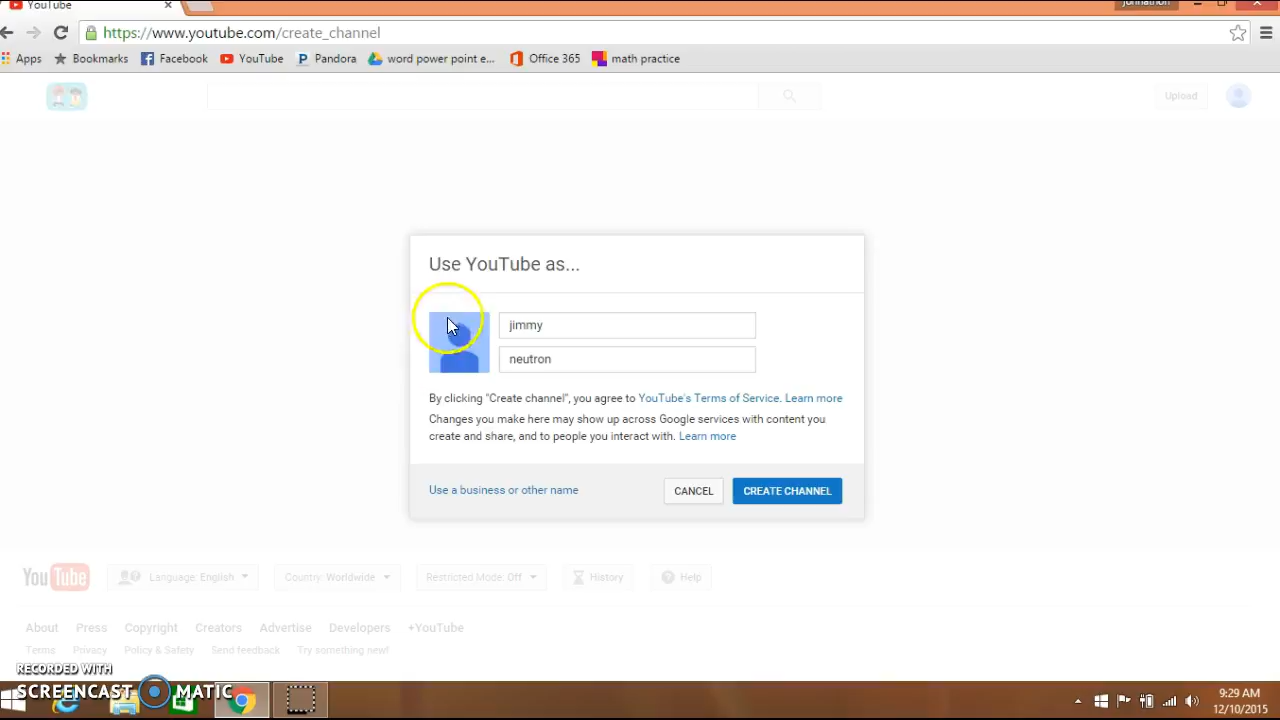 YouTube
Johnathon
https://www.youtube.com/create_channel
Apps Bookmarks Facebook YouTube Pandora word power point e... Office 365 math practice
Upload
Use YouTube as...
jimmy
neutron
By clicking "Create channel", you agree to YouTube's Terms of Service. Learn more
Changes you make here may show up across Google services with content you
create and share, and to people you interact with. Learn more
Use a business or other name CANCEL CREATE CHANNEL
YouTube Language: English Country: Worldwide Restricted Mode: Off History Help
About Press Copyright Creators Advertise Developers +YouTube
Terms Privacy Policy & Safety Send feedback Try something new!
RECORDED WITH
SCREENCAST MATIC
9:29 AM
12/10/2015